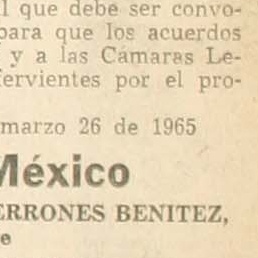 l que debe ser convo-
para que los acuerdos
y a las Cámaras Le-
fervientes por el pro-
marzo 26 de 1965
México
ERRONES BENITEZ,
e